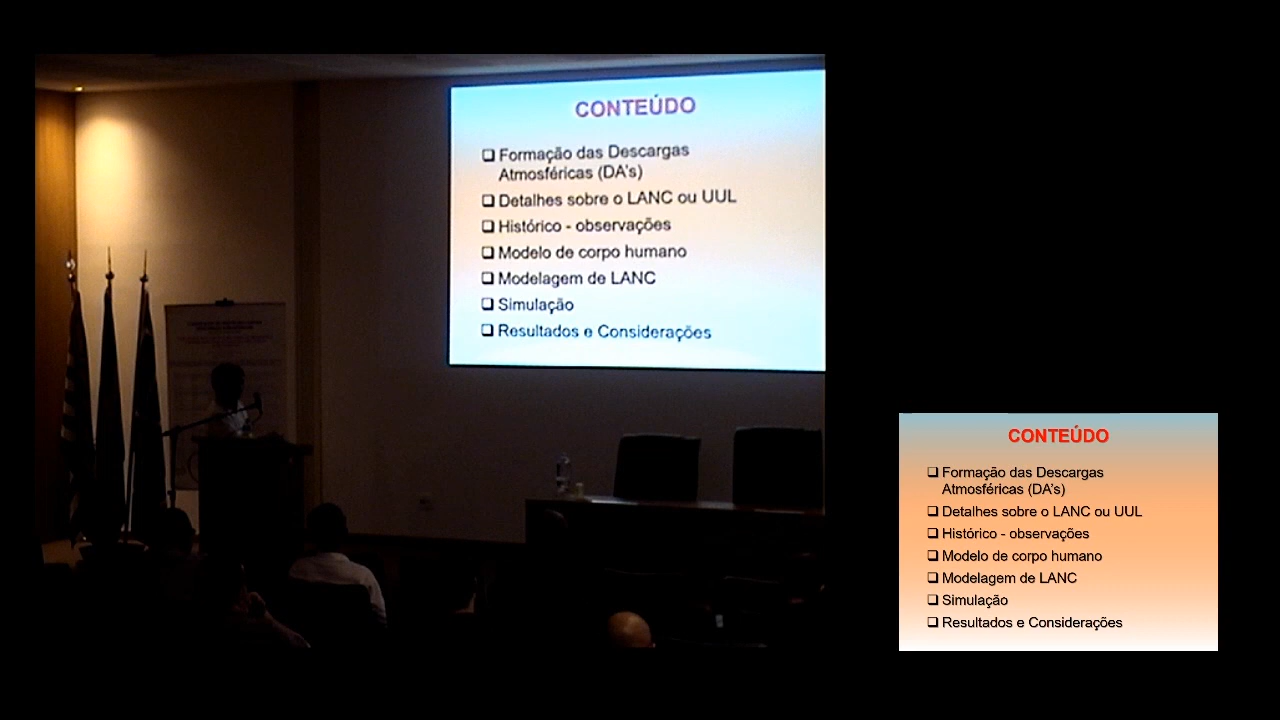 CONTEÚDO
❑ Formação das Descargas
Atmosféricas (DA's)
❑ Detalhes sobre o LANC ou UUL
❑ Histórico - observações
❑ Modelo de corpo humano
❑ Modelagem de LANC
❑ Simulação
❑ Resultados e Considerações
CONTEÚDO
❑ Formação das Descargas
Atmosféricas (DA's)
❑ Detalhes sobre o LANC ou UUL
❑ Histórico - observações
❑ Modelo de corpo humano
❑ Modelagem de LANC
❑ Simulação
❑ Resultados e Considerações